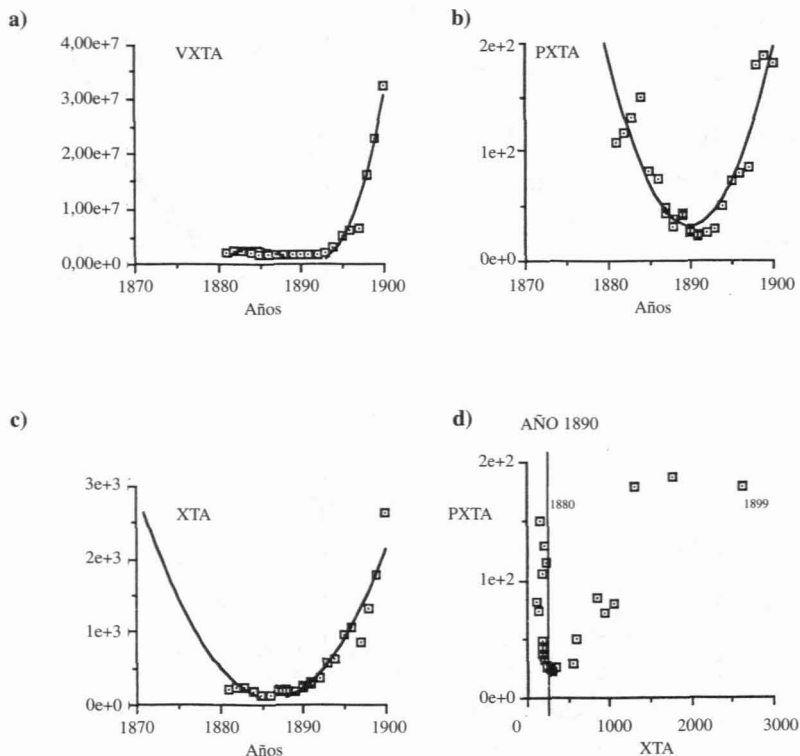 a)
VXTA
4,00e+7
3,00e+7
2,00e+7
1,00e+7
0,00e+0
1870 1880 1890 1900
Años
b)
PXTA
2e+2
1e+2
0e+0
1870 1880 1890 1900
Años
c)
XTA
3e+3
2e+3
1e+3
0e+0
1870 1880 1890 1900
Años
d)
AÑO 1890
PXTA
2e+2
1e+2
0e+0
1880
1899
0 1000 2000 3000
XTA